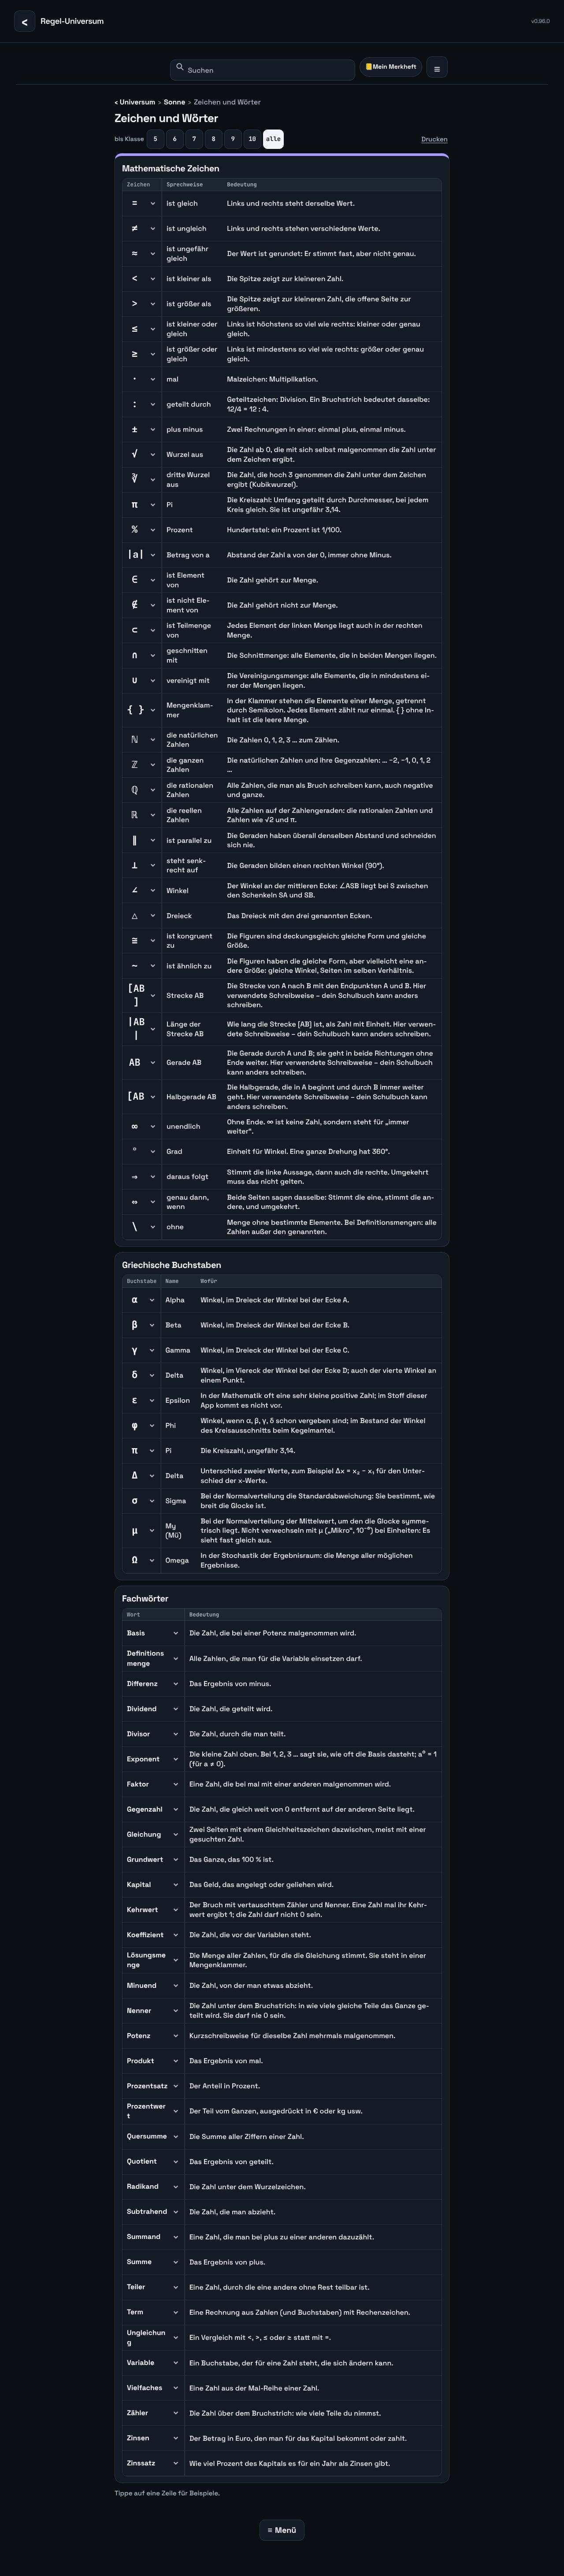 < Regel-Universum
v0.98.0
Suchen
📒Mein Merkheft
≡
< Universum > Sonne > Zeichen und Wörter
Zeichen und Wörter
bis Klasse 5 6 7 8 9 10 alle
Drucken
Mathematische Zeichen
Zeichen Sprechweise Bedeutung
= ist gleich Links und rechts steht derselbe Wert.
≠ ist ungleich Links und rechts stehen verschiedene Werte.
≈ ist ungefähr
gleich
Der Wert ist gerundet: Er stimmt fast, aber nicht genau.
< ist kleiner als Die Spitze zeigt zur kleineren Zahl.
> ist größer als
Die Spitze zeigt zur kleineren Zahl, die offene Seite zur
größeren.
≤ ist kleiner oder
gleich
Links ist höchstens so viel wie rechts: kleiner oder genau
gleich.
≥ ist größer oder
gleich
Links ist mindestens so viel wie rechts: größer oder genau
gleich.
· mal Malzeichen: Multiplikation.
: geteilt durch
Geteiltzeichen: Division. Ein Bruchstrich bedeutet dasselbe:
12/4 = 12 : 4.
± plus minus Zwei Rechnungen in einer: einmal plus, einmal minus.
√ Wurzel aus
Die Zahl ab 0, die mit sich selbst malgenommen die Zahl unter
dem Zeichen ergibt.
∛ dritte Wurzel
aus
Die Zahl, die hoch 3 genommen die Zahl unter dem Zeichen
ergibt (Kubikwurzel).
π Pi
Die Kreiszahl: Umfang geteilt durch Durchmesser, bei jedem
Kreis gleich. Sie ist ungefähr 3,14.
% Prozent Hundertstel: ein Prozent ist 1/100.
|a| Betrag von a Abstand der Zahl a von der 0, immer ohne Minus.
∈ ist Element
von
Die Zahl gehört zur Menge.
∉ ist nicht Ele-
ment von
Die Zahl gehört nicht zur Menge.
⊂ ist Teilmenge
von
Jedes Element der linken Menge liegt auch in der rechten
Menge.
∩ geschnitten
mit
Die Schnittmenge: alle Elemente, die in beiden Mengen liegen.
∪ vereinigt mit
Die Vereinigungsmenge: alle Elemente, die in mindestens ei-
ner der Mengen liegen.
{ } Mengenklam-
mer
In der Klammer stehen die Elemente einer Menge, getrennt
durch Semikolon. Jedes Element zählt nur einmal. { } ohne In-
halt ist die leere Menge.
ℕ die natürlichen
Zahlen
Die Zahlen 0, 1, 2, 3 … zum Zählen.
ℤ die ganzen
Zahlen
Die natürlichen Zahlen und ihre Gegenzahlen: … −2, −1, 0, 1, 2
…
ℚ die rationalen
Zahlen
Alle Zahlen, die man als Bruch schreiben kann, auch negative
und ganze.
ℝ die reellen
Zahlen
Alle Zahlen auf der Zahlengeraden: die rationalen Zahlen und
Zahlen wie √2 und π.
∥ ist parallel zu
Die Geraden haben überall denselben Abstand und schneiden
sich nie.
⊥ steht senk-
recht auf
Die Geraden bilden einen rechten Winkel (90°).
∠ Winkel
Der Winkel an der mittleren Ecke: ∠ASB liegt bei S zwischen
den Schenkeln SA und SB.
△ Dreieck Das Dreieck mit den drei genannten Ecken.
≅ ist kongruent
zu
Die Figuren sind deckungsgleich: gleiche Form und gleiche
Größe.
~ ist ähnlich zu
Die Figuren haben die gleiche Form, aber vielleicht eine an-
dere Größe: gleiche Winkel, Seiten im selben Verhältnis.
[AB
]
Strecke AB
Die Strecke von A nach B mit den Endpunkten A und B. Hier
verwendete Schreibweise – dein Schulbuch kann anders
schreiben.
|AB
|
Länge der
Strecke AB
Wie lang die Strecke [AB] ist, als Zahl mit Einheit. Hier verwen-
dete Schreibweise – dein Schulbuch kann anders schreiben.
AB Gerade AB
Die Gerade durch A und B; sie geht in beide Richtungen ohne
Ende weiter. Hier verwendete Schreibweise – dein Schulbuch
kann anders schreiben.
[AB Halbgerade AB
Die Halbgerade, die in A beginnt und durch B immer weiter
geht. Hier verwendete Schreibweise – dein Schulbuch kann
anders schreiben.
∞ unendlich
Ohne Ende. ∞ ist keine Zahl, sondern steht für „immer
weiter“.
° Grad Einheit für Winkel. Eine ganze Drehung hat 360°.
⇒ daraus folgt
Stimmt die linke Aussage, dann auch die rechte. Umgekehrt
muss das nicht gelten.
⇔ genau dann,
wenn
Beide Seiten sagen dasselbe: Stimmt die eine, stimmt die an-
dere, und umgekehrt.
\ ohne
Menge ohne bestimmte Elemente. Bei Definitionsmengen: alle
Zahlen außer den genannten.
Griechische Buchstaben
Buchstabe Name Wofür
α Alpha Winkel, im Dreieck der Winkel bei der Ecke A.
β Beta Winkel, im Dreieck der Winkel bei der Ecke B.
γ Gamma Winkel, im Dreieck der Winkel bei der Ecke C.
δ Delta
Winkel, im Viereck der Winkel bei der Ecke D; auch der vierte Winkel an
einem Punkt.
ε Epsilon
In der Mathematik oft eine sehr kleine positive Zahl; im Stoff dieser
App kommt es nicht vor.
φ Phi
Winkel, wenn α, β, γ, δ schon vergeben sind; im Bestand der Winkel
des Kreisausschnitts beim Kegelmantel.
π Pi Die Kreiszahl, ungefähr 3,14.
Δ Delta
Unterschied zweier Werte, zum Beispiel Δx = x₂ − x₁ für den Unter-
schied der x-Werte.
σ Sigma
Bei der Normalverteilung die Standardabweichung: Sie bestimmt, wie
breit die Glocke ist.
μ My
(Mü)
Bei der Normalverteilung der Mittelwert, um den die Glocke symme-
trisch liegt. Nicht verwechseln mit µ („Mikro“, 10⁻⁶) bei Einheiten: Es
sieht fast gleich aus.
Ω Omega
In der Stochastik der Ergebnisraum: die Menge aller möglichen
Ergebnisse.
Fachwörter
Wort Bedeutung
Basis Die Zahl, die bei einer Potenz malgenommen wird.
Definitions
menge
Alle Zahlen, die man für die Variable einsetzen darf.
Differenz Das Ergebnis von minus.
Dividend Die Zahl, die geteilt wird.
Divisor Die Zahl, durch die man teilt.
Exponent
Die kleine Zahl oben. Bei 1, 2, 3 … sagt sie, wie oft die Basis dasteht; a⁰ = 1
(für a ≠ 0).
Faktor Eine Zahl, die bei mal mit einer anderen malgenommen wird.
Gegenzahl Die Zahl, die gleich weit von 0 entfernt auf der anderen Seite liegt.
Gleichung
Zwei Seiten mit einem Gleichheitszeichen dazwischen, meist mit einer
gesuchten Zahl.
Grundwert Das Ganze, das 100 % ist.
Kapital Das Geld, das angelegt oder geliehen wird.
Kehrwert
Der Bruch mit vertauschtem Zähler und Nenner. Eine Zahl mal ihr Kehr-
wert ergibt 1; die Zahl darf nicht 0 sein.
Koeffizient Die Zahl, die vor der Variablen steht.
Lösungsme
nge
Die Menge aller Zahlen, für die die Gleichung stimmt. Sie steht in einer
Mengenklammer.
Minuend Die Zahl, von der man etwas abzieht.
Nenner
Die Zahl unter dem Bruchstrich: in wie viele gleiche Teile das Ganze ge-
teilt wird. Sie darf nie 0 sein.
Potenz Kurzschreibweise für dieselbe Zahl mehrmals malgenommen.
Produkt Das Ergebnis von mal.
Prozentsatz Der Anteil in Prozent.
Prozentwer
t
Der Teil vom Ganzen, ausgedrückt in € oder kg usw.
Quersumme Die Summe aller Ziffern einer Zahl.
Quotient Das Ergebnis von geteilt.
Radikand Die Zahl unter dem Wurzelzeichen.
Subtrahend Die Zahl, die man abzieht.
Summand Eine Zahl, die man bei plus zu einer anderen dazuzählt.
Summe Das Ergebnis von plus.
Teiler Eine Zahl, durch die eine andere ohne Rest teilbar ist.
Term Eine Rechnung aus Zahlen (und Buchstaben) mit Rechenzeichen.
Ungleichun
g
Ein Vergleich mit <, >, ≤ oder ≥ statt mit =.
Variable Ein Buchstabe, der für eine Zahl steht, die sich ändern kann.
Vielfaches Eine Zahl aus der Mal-Reihe einer Zahl.
Zähler Die Zahl über dem Bruchstrich: wie viele Teile du nimmst.
Zinsen Der Betrag in Euro, den man für das Kapital bekommt oder zahlt.
Zinssatz Wie viel Prozent des Kapitals es für ein Jahr als Zinsen gibt.
Tippe auf eine Zeile für Beispiele.
≡ Menü